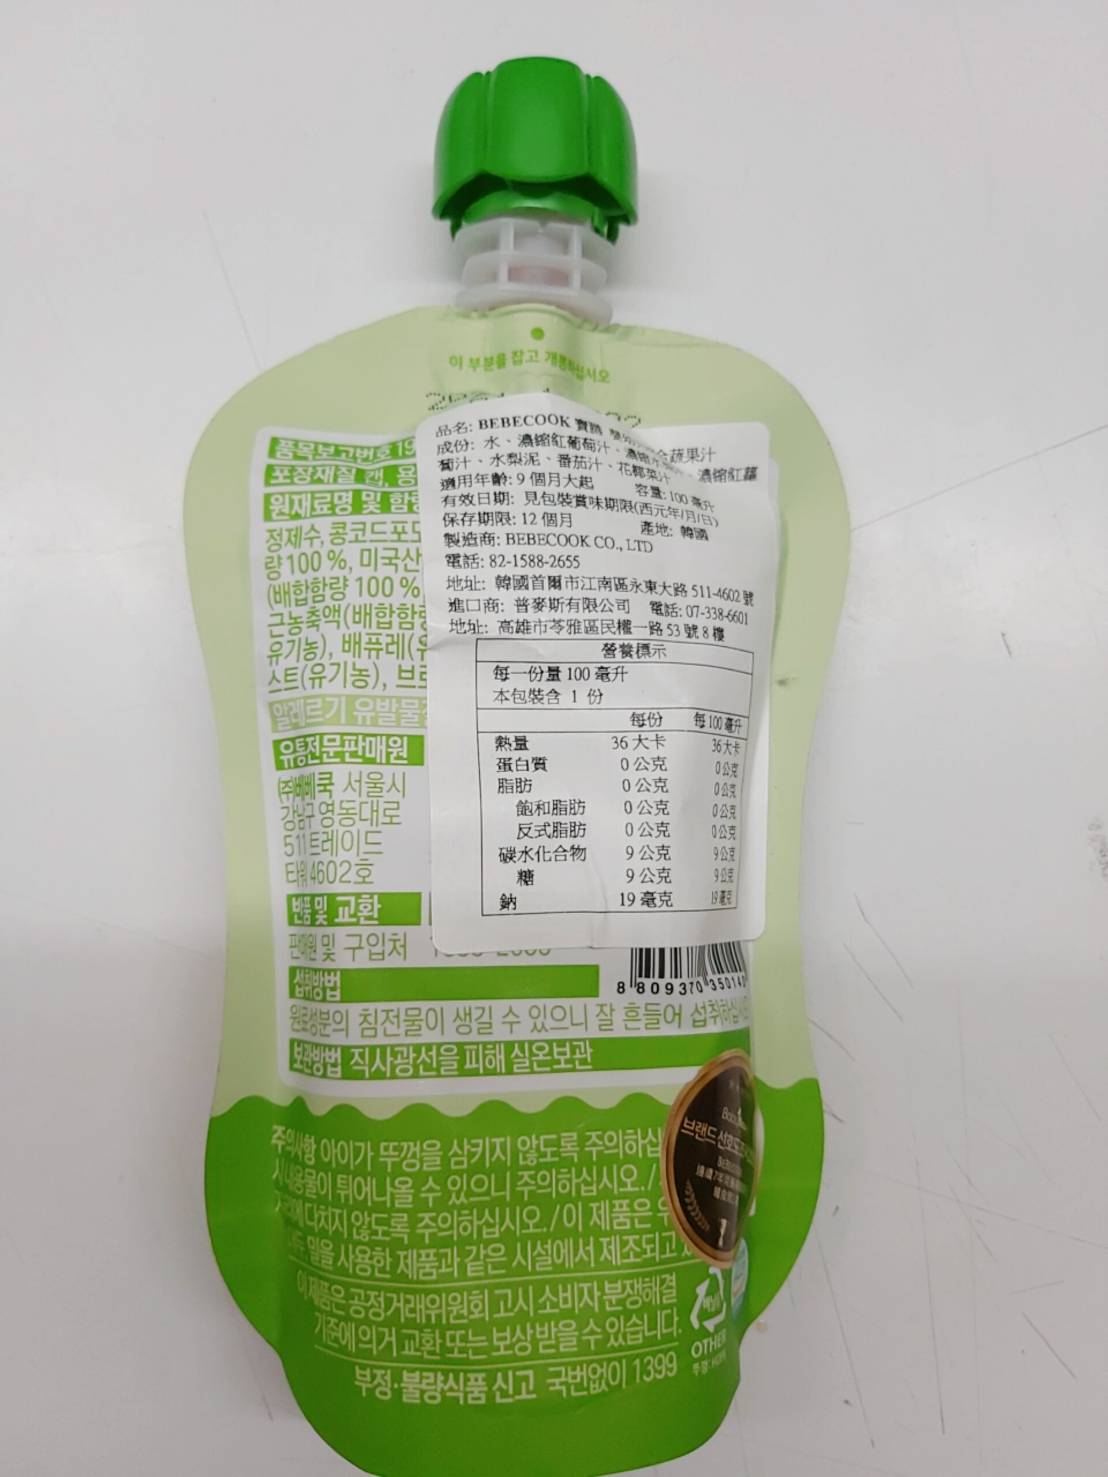 이 부분을 잡고 개봉하십시오
품목보고번호 19
포장재질 캡, 용
원재료명 및 함량
정제수, 콩코드포도
량 100 %, 미국산
(배합함량 100 %
근농축액(배합함량
유기농), 배퓨레(유
스트(유기농), 브로
알레르기 유발물질
유통전문판매원
(주)베베쿡 서울시
강남구 영동대로
511 트레이드
타워 4602호
반품 및 교환
판매원 및 구입처
섭취방법
원료성분의 침전물이 생길 수 있으니 잘 흔들어 섭취하십시오
보관방법 직사광선을 피해 실온보관
品名: BEBECOOK 寶膳
成份: 水、濃縮紅葡萄汁、濃縮 濃縮紅蘿
蔔汁、水梨泥、番茄汁、花椰菜汁
適用年齡: 9 個月大起 容量: 100 毫升
有效日期: 見包裝賞味期限(西元年/月/日)
保存期限: 12 個月 產地: 韓國
製造商: BEBECOOK CO., LTD
電話: 82-1588-2655
地址: 韓國首爾市江南區永東大路 511-4602 號
進口商: 普麥斯有限公司 電話: 07-338-6601
地址: 高雄市苓雅區民權一路 53 號 8 樓
營養標示
每一份量 100 毫升
本包裝含 1 份
每份 每 100 毫升
熱量 36 大卡 36 大卡
蛋白質 0 公克 0 公克
脂肪 0 公克 0 公克
飽和脂肪 0 公克 0 公克
反式脂肪 0 公克 0 公克
碳水化合物 9 公克 9 公克
糖 9 公克 9 公克
鈉 19 毫克 19 毫克
8 809370 35014
주의사항 아이가 뚜껑을 삼키지 않도록 주의하십
시 내용물이 튀어나올 수 있으니 주의하십시오./
다치지 않도록 주의하십시오./이 제품은 우
밀을 사용한 제품과 같은 시설에서 제조되고
이 제품은 공정거래위원회 고시 소비자 분쟁해결
기준에 의거 교환 또는 보상받을 수 있습니다.
부정·불량식품 신고 국번없이 1399
브랜드선호도
OTHER